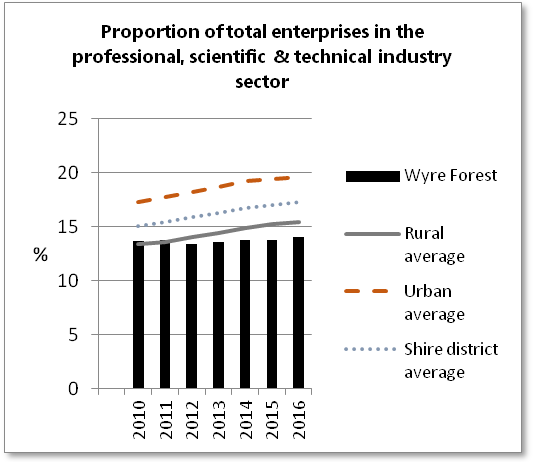 Proportion of total enterprises in the
professional, scientific & technical industry
sector
25
20
15
10
5
0
%
2010
2011
2012
2013
2014
2015
2016
Wyre Forest
Rural
average
Urban
average
Shire district
average